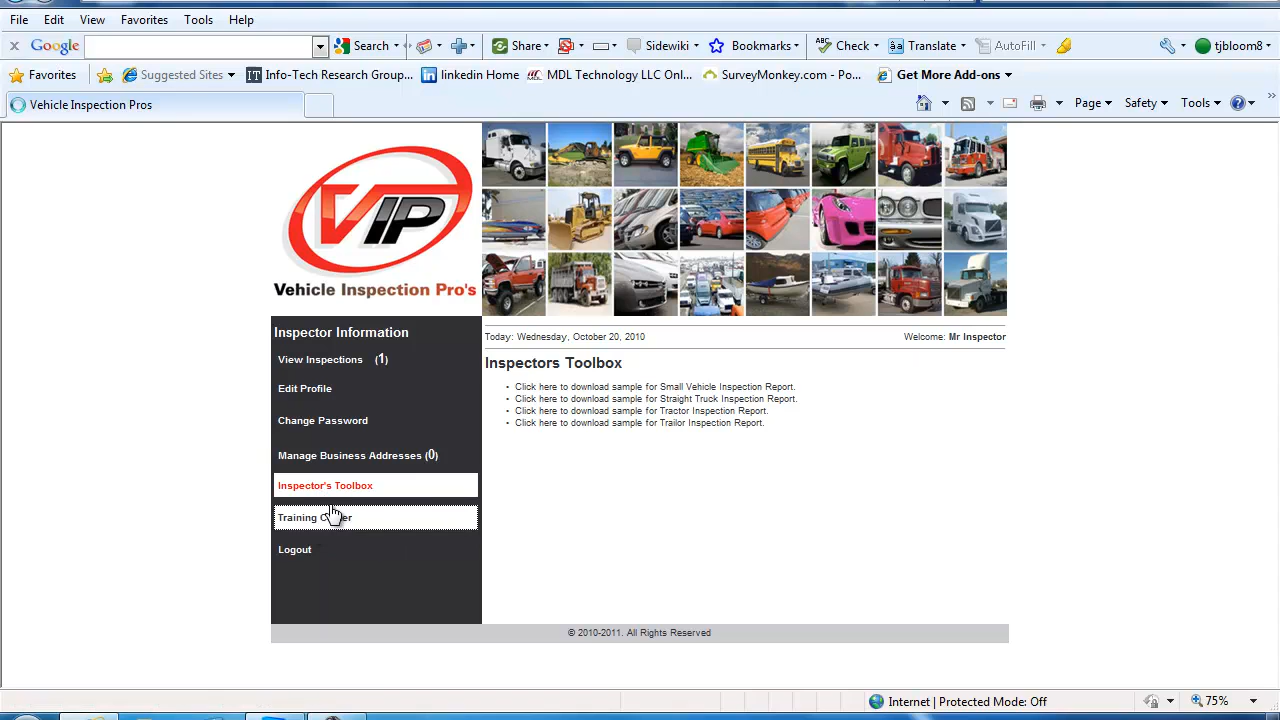 File Edit View Favorites Tools Help
Google Search Share Sidewiki Bookmarks Check Translate AutoFill tjbloom8
Favorites Suggested Sites Info-Tech Research Group... linkedin Home MDL Technology LLC Onl... SurveyMonkey.com - Po... Get More Add-ons
Vehicle Inspection Pros Page Safety Tools
VIP
Vehicle Inspection Pro's
Inspector Information
View Inspections (1)
Edit Profile
Change Password
Manage Business Addresses (0)
Inspector's Toolbox
Training
Logout
Today: Wednesday, October 20, 2010 Welcome: Mr Inspector
Inspectors Toolbox
• Click here to download sample for Small Vehicle Inspection Report.
• Click here to download sample for Straight Truck Inspection Report.
• Click here to download sample for Tractor Inspection Report.
• Click here to download sample for Trailor Inspection Report.
© 2010-2011. All Rights Reserved
Internet | Protected Mode: Off 75%